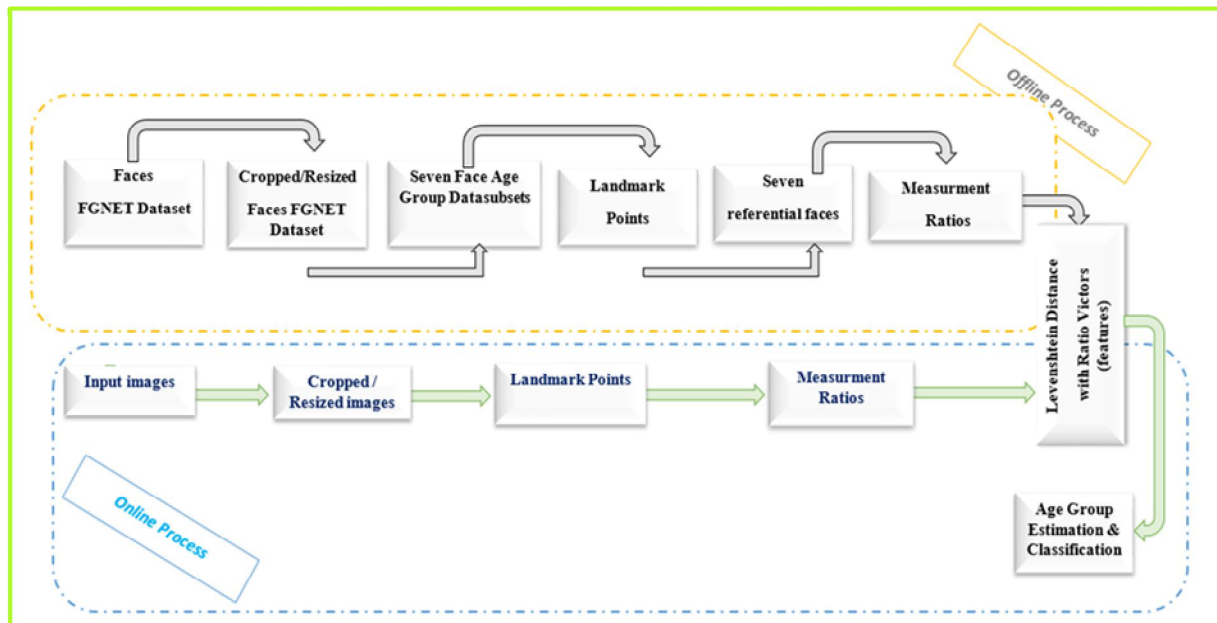 Offline Process
Faces
FGNET Dataset
Cropped/Resized
Faces FGNET
Dataset
Seven Face Age
Group Datasubsets
Landmark
Points
Seven
referential faces
Measurment
Ratios
Levenshtein Distance
with Ratio Victors
(features)
Input images
Cropped /
Resized images
Landmark Points
Measurment
Ratios
Online Process
Age Group
Estimation &
Classification